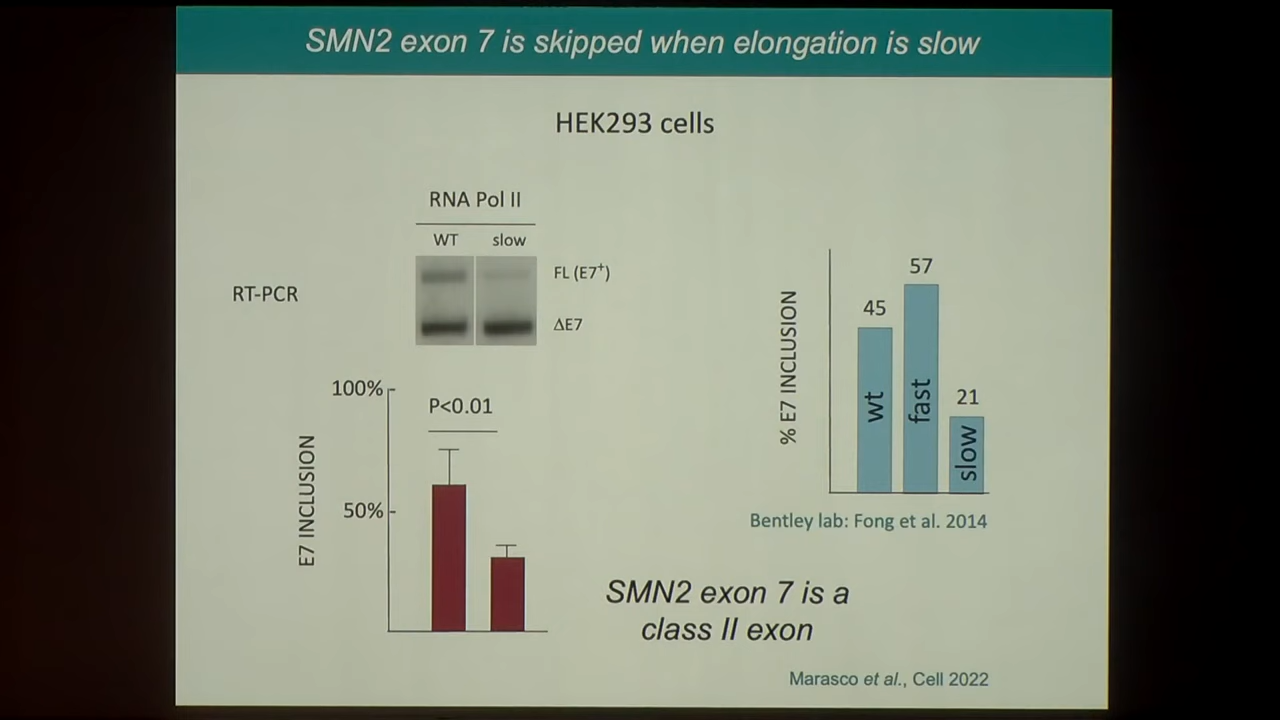 SMN2 exon 7 is skipped when elongation is slow
HEK293 cells
RNA Pol II
WT slow
FL (E7⁺)
RT-PCR
ΔE7
100%
P<0.01
50%
E7 INCLUSION
57
45
21
% E7 INCLUSION
wt
fast
slow
Bentley lab: Fong et al. 2014
SMN2 exon 7 is a
class II exon
Marasco et al., Cell 2022